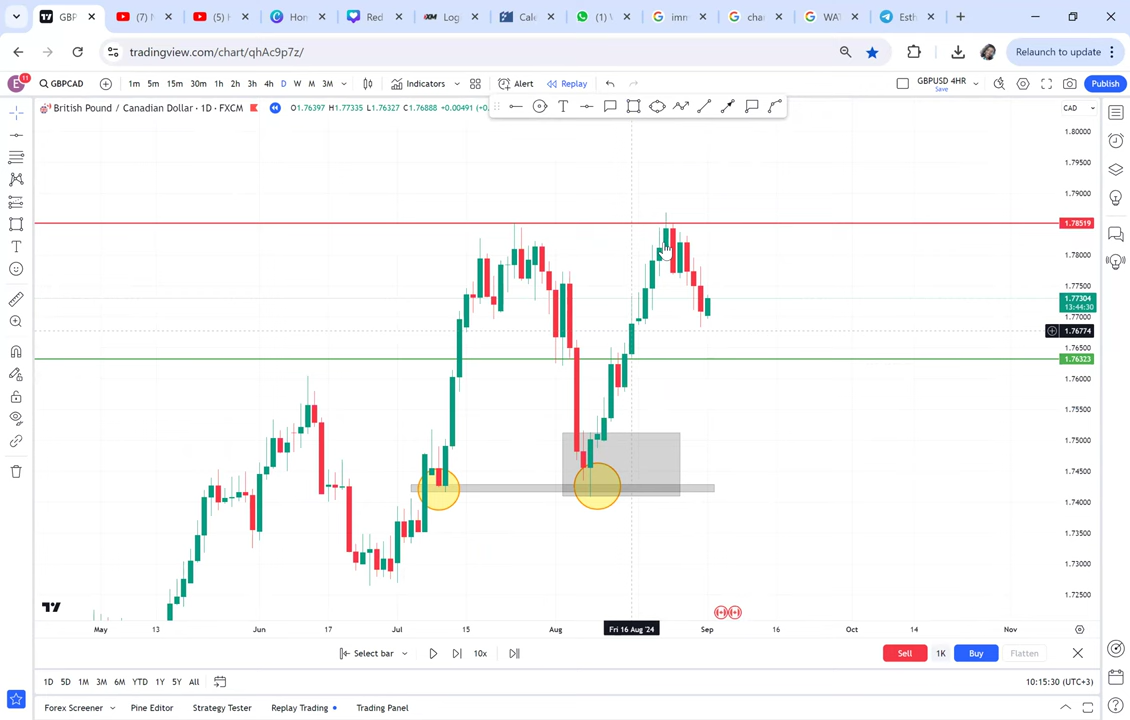 GBP
(7) N
(5) H
Hon
Red
Log
Cale
(1) \
imm
cha
WAT
Esth
tradingview.com/chart/qhAc9p7z/
Relaunch to update
E
11
GBPCAD
1m 5m 15m 30m 1h 2h 3h 4h D W M 3M
Indicators
Alert
Replay
GBPUSD 4HR
Save
Publish
British Pound / Canadian Dollar · 1D · FXCM
O1.76397 H1.77335 L1.76327 H1.76888 +0.00491 (+0.
CAD
1.80000
1.79500
1.79000
1.78519
1.78000
1.77500
1.77304
13:44:30
1.77000
1.76774
1.76500
1.76323
1.76000
1.75500
1.75000
1.74500
1.74000
1.73500
1.73000
1.72500
May 13 Jun 17 Jul 15 Aug Fri 16 Aug '24 Sep 16 Oct 14 Nov
Select bar
10x
Sell
1K
Buy
Flatten
1D 5D 1M 3M 6M YTD 1Y 5Y All
10:15:30 (UTC+3)
Forex Screener
Pine Editor
Strategy Tester
Replay Trading
Trading Panel